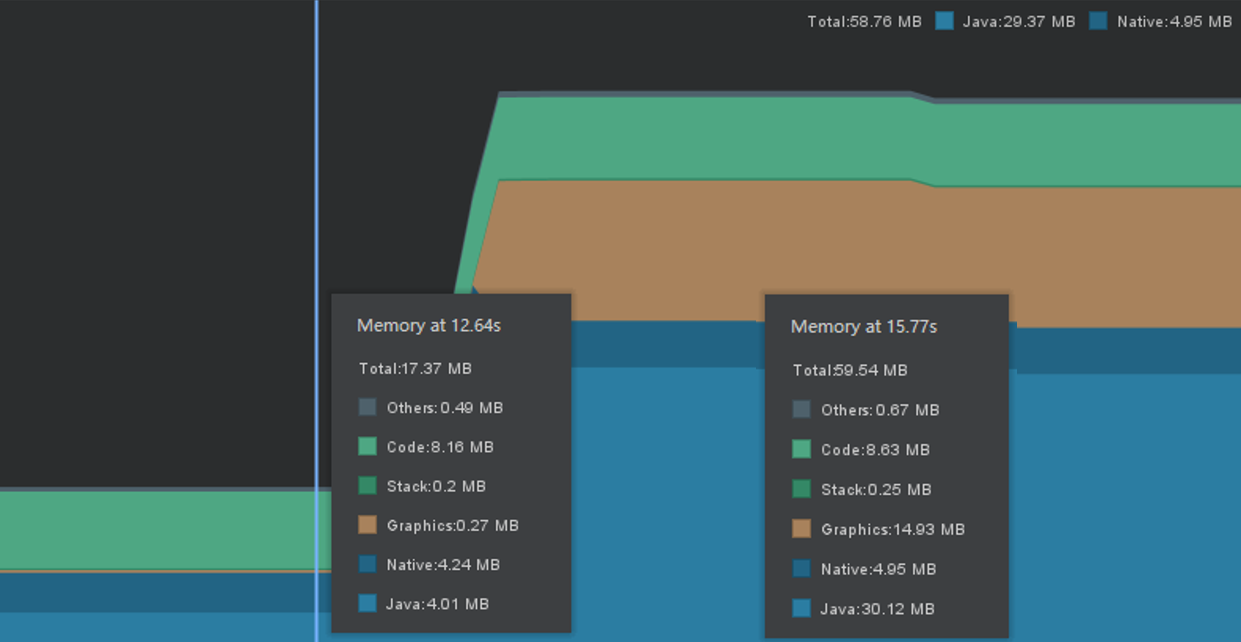 Total:58.76 MB Java:29.37 MB Native:4.95 MB
Memory at 12.64s
Total:17.37 MB
Others:0.49 MB
Code:8.16 MB
Stack:0.2 MB
Graphics:0.27 MB
Native:4.24 MB
Java:4.01 MB
Memory at 15.77s
Total:59.54 MB
Others:0.67 MB
Code:8.63 MB
Stack:0.25 MB
Graphics:14.93 MB
Native:4.95 MB
Java:30.12 MB